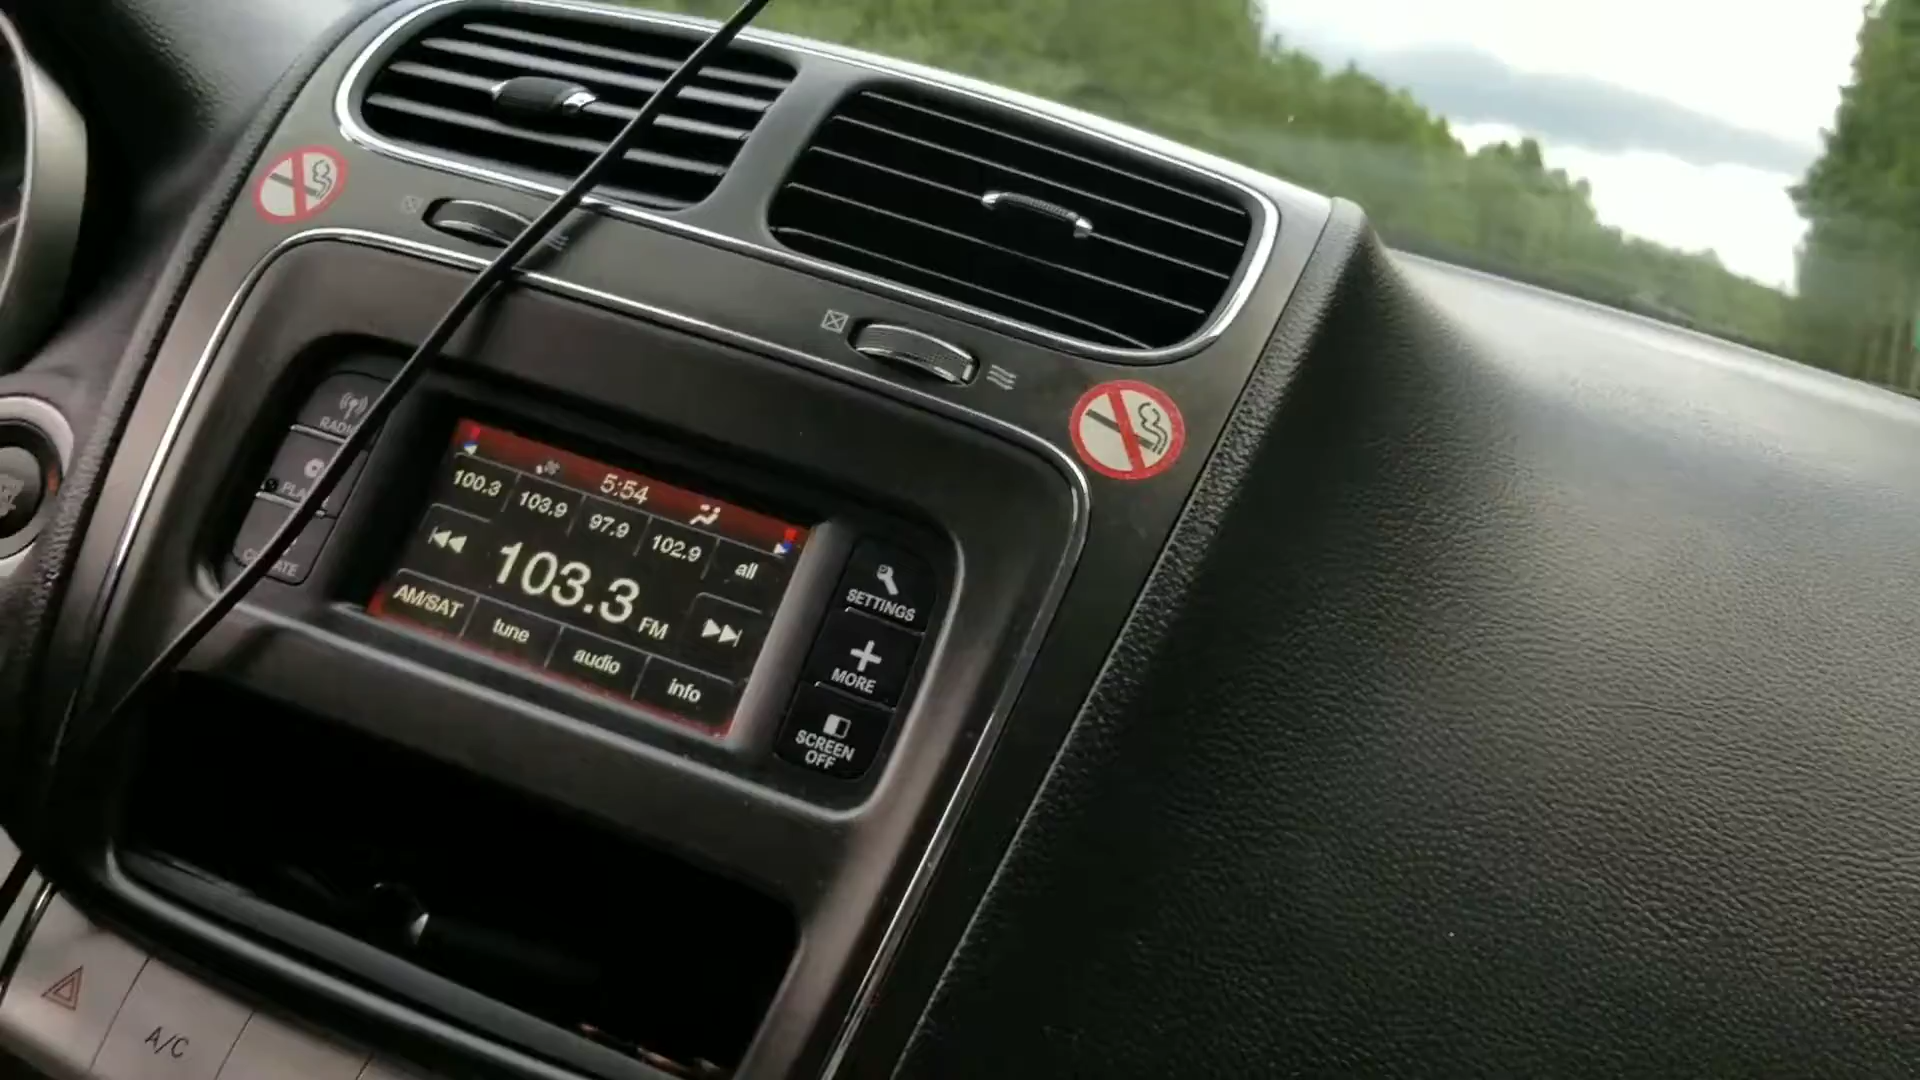 RADIO
5:54
100.3 103.9 97.9 102.9 all
103.3 FM
AM/SAT tune audio info
SETTINGS
MORE
SCREEN
OFF
A/C